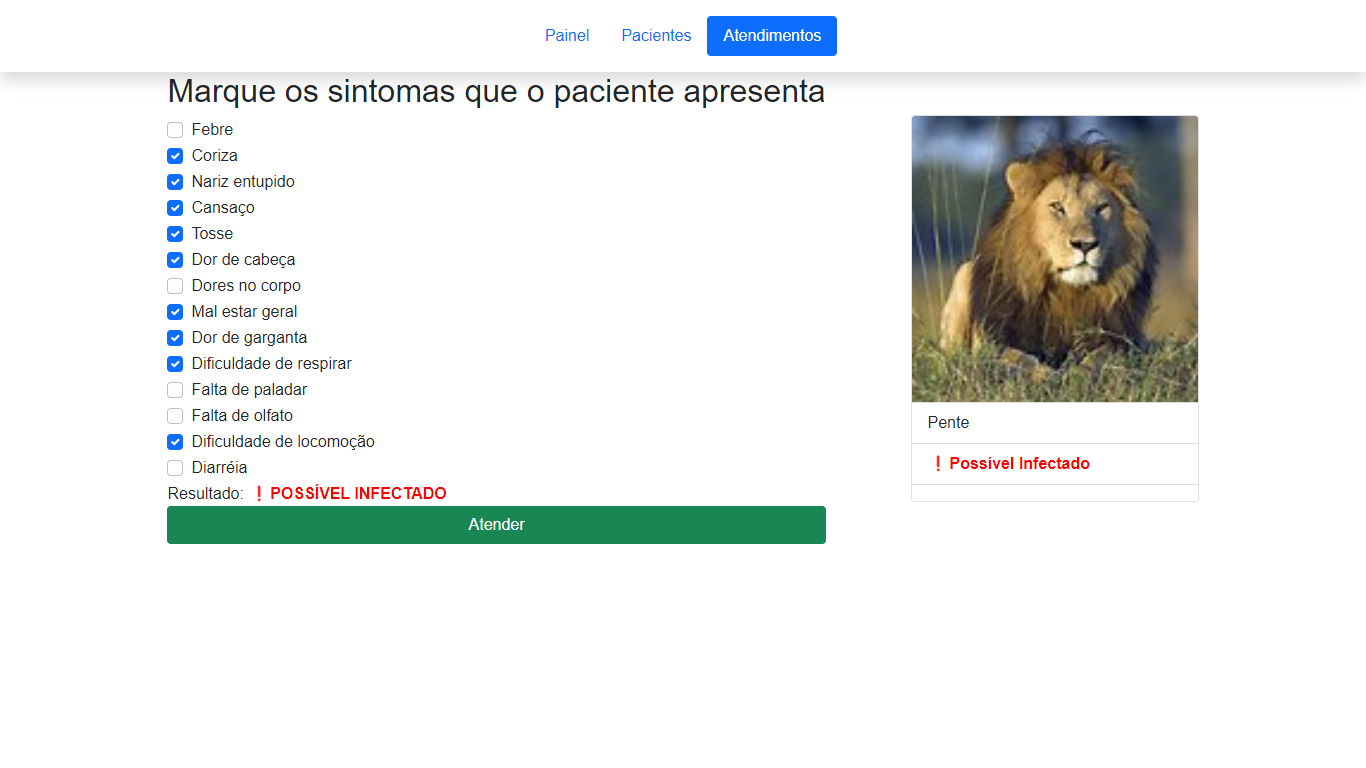 Painel Pacientes Atendimentos
Marque os sintomas que o paciente apresenta
Febre
Coriza
Nariz entupido
Cansaço
Tosse
Dor de cabeça
Dores no corpo
Mal estar geral
Dor de garganta
Dificuldade de respirar
Falta de paladar
Falta de olfato
Dificuldade de locomoção
Diarréia
Resultado: ❗ POSSÍVEL INFECTADO
Atender
Pente
❗ Possível Infectado